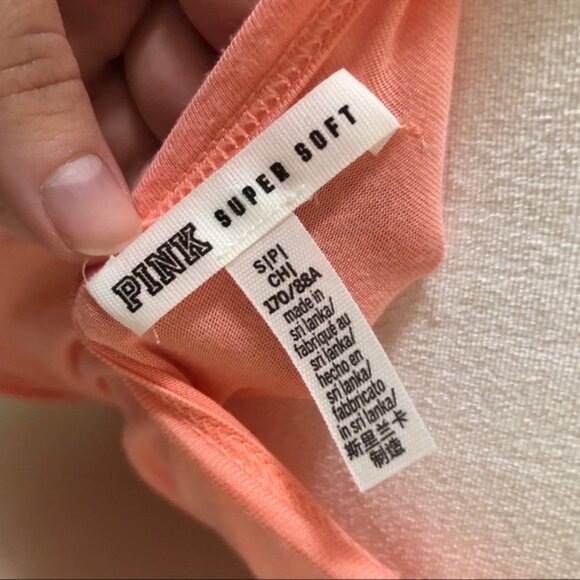 PINK SUPER SOFT
S|P|
CH|
170/88A
made in
sri lanka/
fabriqué au
sri lanka/
hecho en
sri lanka/
fabbricato
in sri lanka/
斯里兰卡
制造